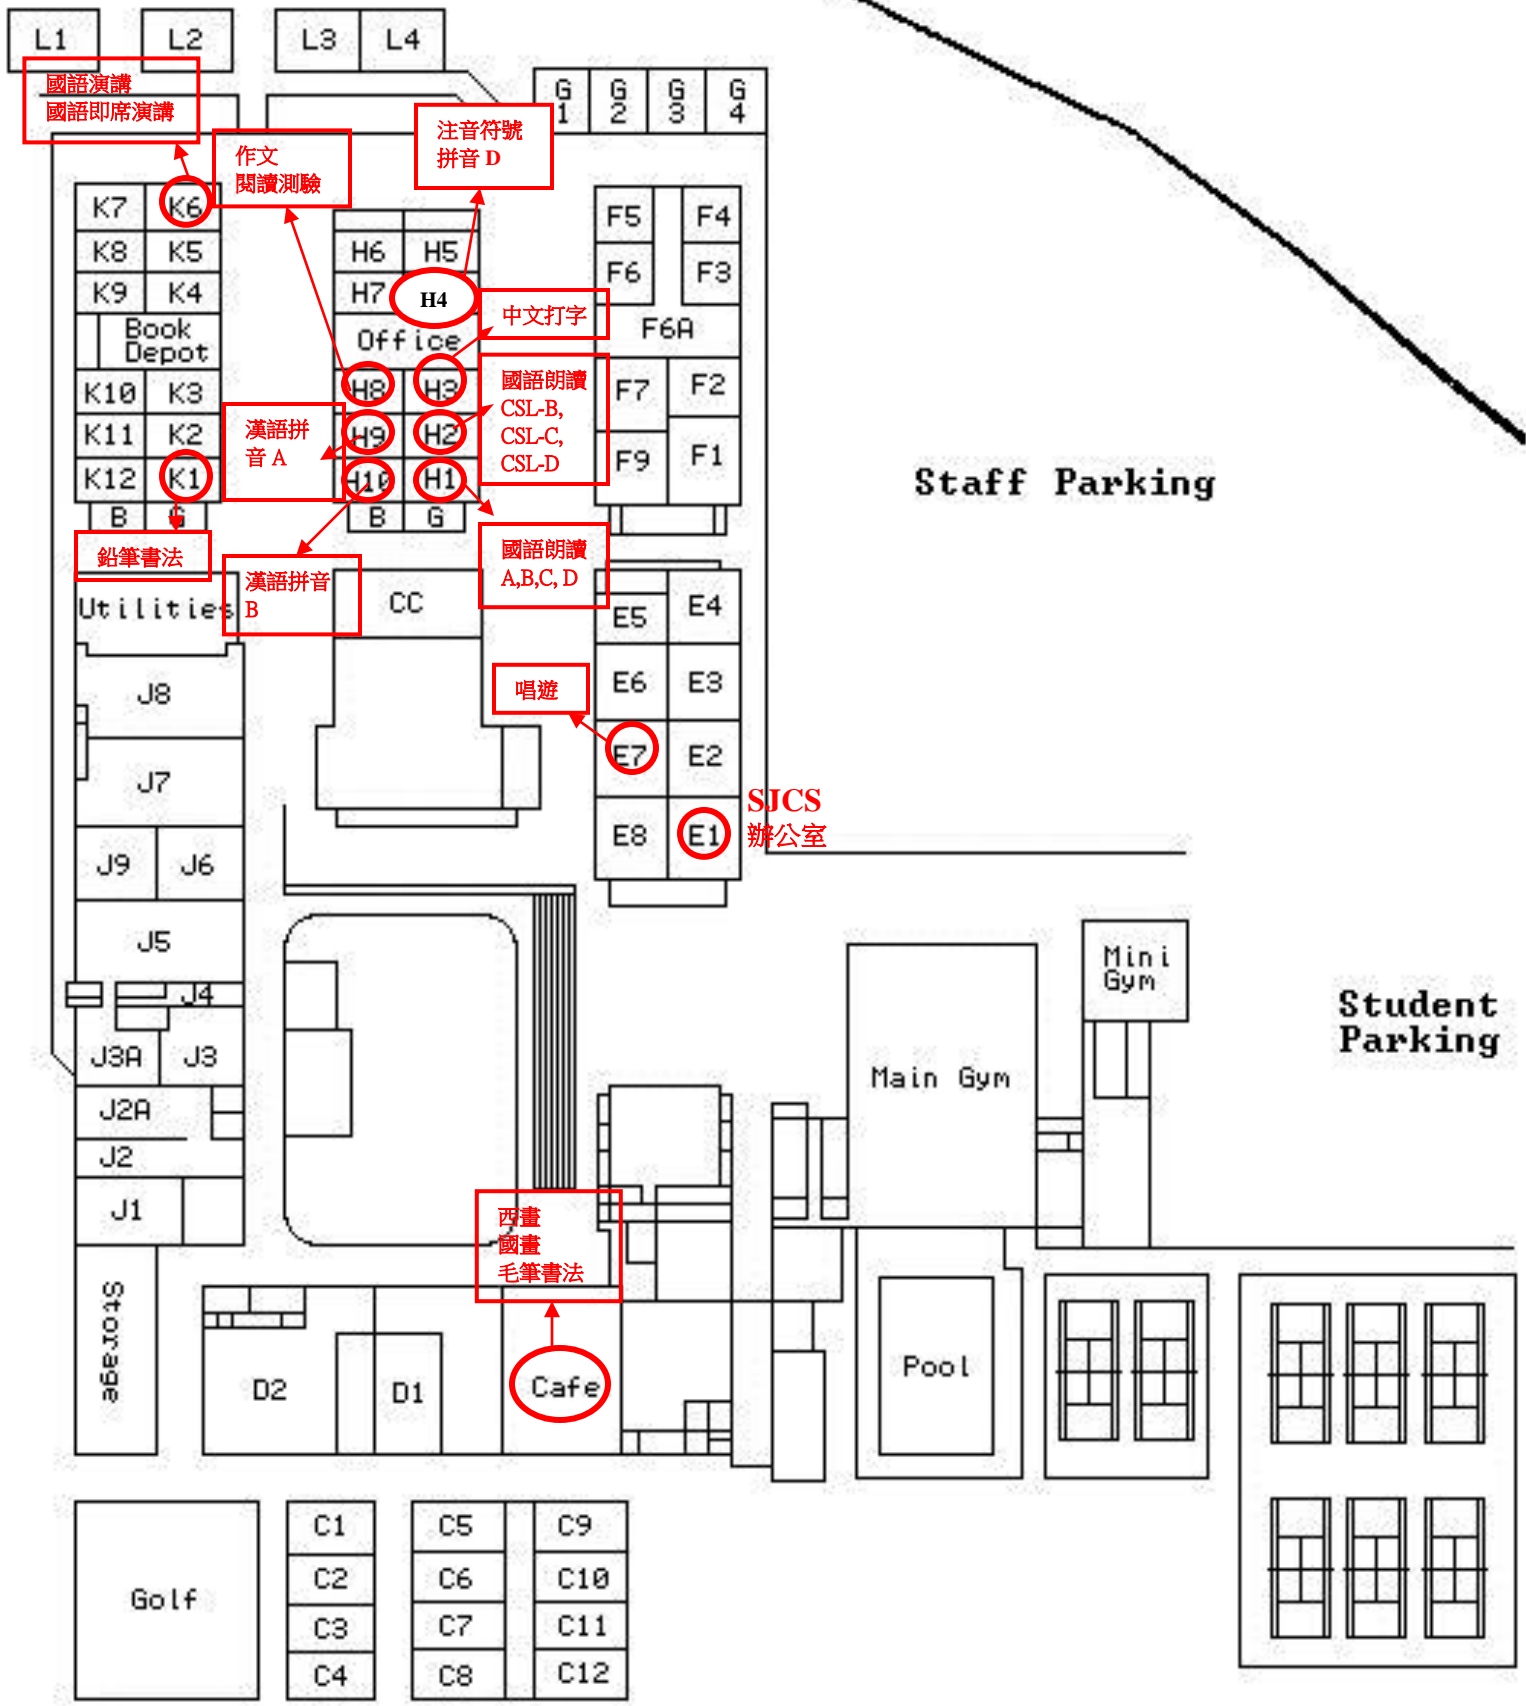 L1
L2
L3
L4
國語演講
國語即席演講
G
1
G
2
G
3
G
4
注音符號
拼音 D
作文
閱讀測驗
K7
K6
K8
K5
K9
K4
Book
Depot
K10
K3
K11
K2
K12
K1
B
G
鉛筆書法
H6
H5
H7
H4
Office
H8
H3
H9
H2
H10
H1
B
G
漢語拼
音 A
漢語拼音
B
中文打字
國語朗讀
CSL-B,
CSL-C,
CSL-D
國語朗讀
A,B,C, D
F5
F4
F6
F3
F6A
F7
F2
F9
F1
Staff Parking
Utilities
CC
E5
E4
E6
E3
唱遊
E7
E2
E8
E1
SJCS
辦公室
J8
J7
J9
J6
J5
J4
J3A
J3
J2A
J2
J1
Storage
Main Gym
Mini
Gym
Student
Parking
西畫
國畫
毛筆書法
D2
D1
Cafe
Pool
Golf
C1
C2
C3
C4
C5
C6
C7
C8
C9
C10
C11
C12